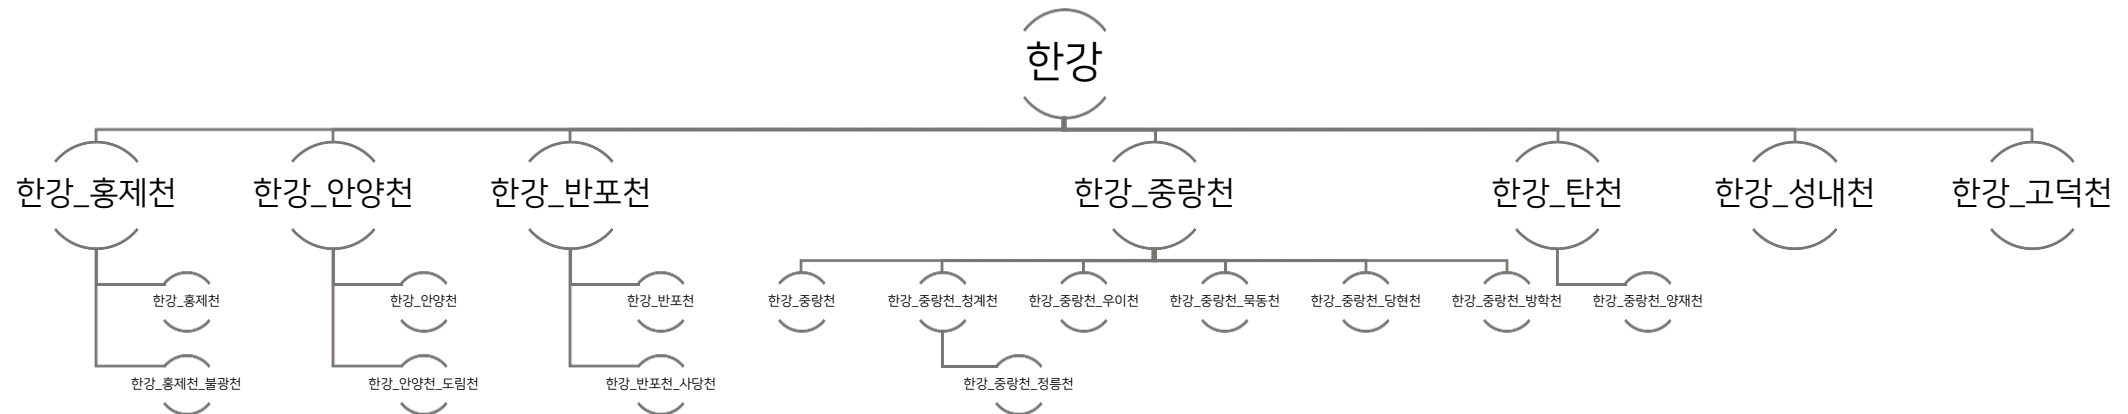 한강
한강_홍제천
한강_안양천
한강_반포천
한강_중랑천
한강_탄천
한강_성내천
한강_고덕천
한강_홍제천
한강_안양천
한강_반포천
한강_중랑천
한강_중랑천_청계천
한강_중랑천_우이천
한강_중랑천_묵동천
한강_중랑천_당현천
한강_중랑천_방학천
한강_중랑천_양재천
한강_홍제천_불광천
한강_안양천_도림천
한강_반포천_사당천
한강_중랑천_정릉천